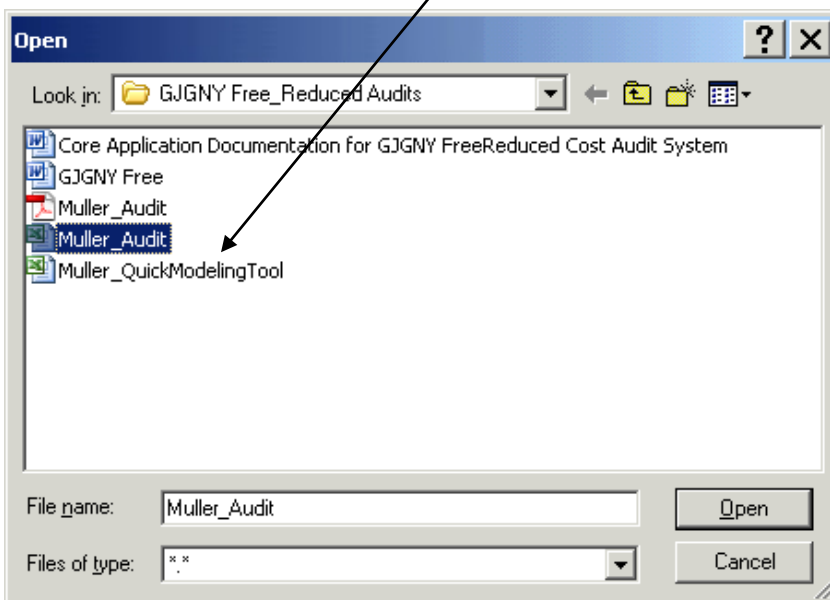 Open
Look in: GJGNY Free_Reduced Audits
Core Application Documentation for GJGNY FreeReduced Cost Audit System
GJGNY Free
Muller_Audit
Muller_Audit
Muller_QuickModelingTool
File name: Muller_Audit Open
Files of type: *.* Cancel